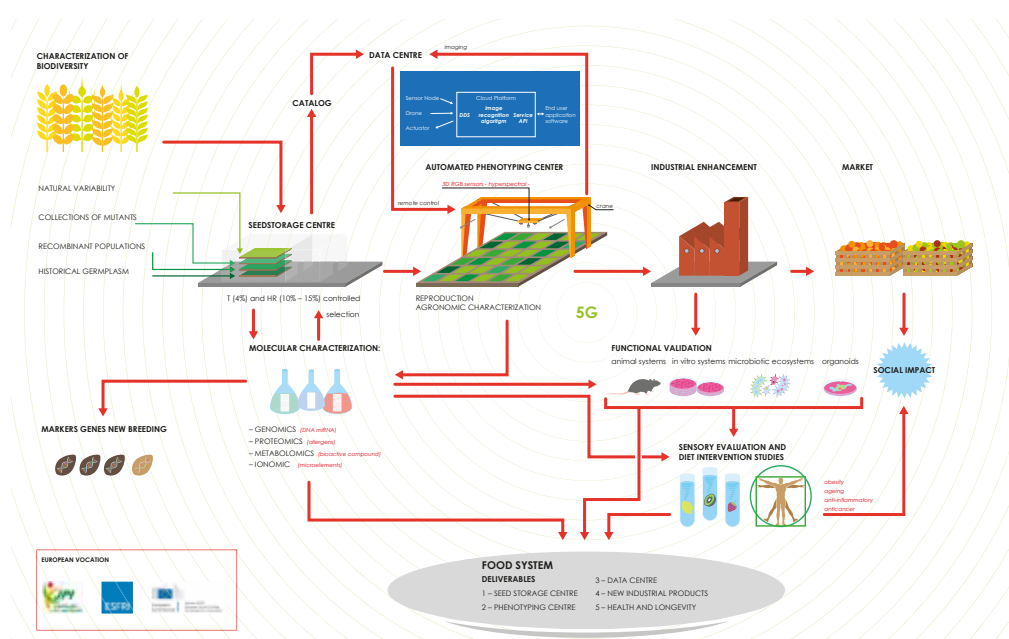 CHARACTERIZATION OF
BIODIVERSITY
DATA CENTRE
imaging
CATALOG
Sensor Node
Drone
Actuator
Cloud Platform
DDS
Image
recognition
algoritgm
Service
API
End user
application
software
AUTOMATED PHENOTYPING CENTER
INDUSTRIAL ENHANCEMENT
MARKET
3D RGB sensors - hyperspectral -
remote control
crane
NATURAL VARIABILITY
COLLECTIONS OF MUTANTS
RECOMBINANT POPULATIONS
HISTORICAL GERMPLASM
SEEDSTORAGE CENTRE
T (4%) and HR (10% – 15%) controlled
selection
REPRODUCTION
AGRONOMIC CHARACTERIZATION
5G
MOLECULAR CHARACTERIZATION:
FUNCTIONAL VALIDATION
animal systems
in vitro systems
microbiotic ecosystems
organoids
SOCIAL IMPACT
MARKERS GENES NEW BREEDING
– GENOMICS (DNA miRNA)
– PROTEOMICS (allergens)
– METABOLOMICS (bioactive compound)
– IONOMIC (microelements)
SENSORY EVALUATION AND
DIET INTERVENTION STUDIES
obesity
ageing
anti-inflammatory
anticancer
EUROPEAN VOCATION
ESFRI
FOOD SYSTEM
DELIVERABLES
1 – SEED STORAGE CENTRE
2 – PHENOTYPING CENTRE
3 – DATA CENTRE
4 – NEW INDUSTRIAL PRODUCTS
5 – HEALTH AND LONGEVITY